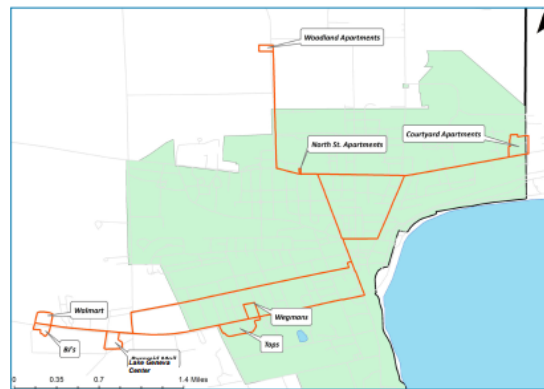 Woodland Apartments
Courtyard Apartments
North St. Apartments
Walmart
Wegmans
BJ's
Tops
Lake Geneva
Center
0 0.35 0.7 1.4 Miles